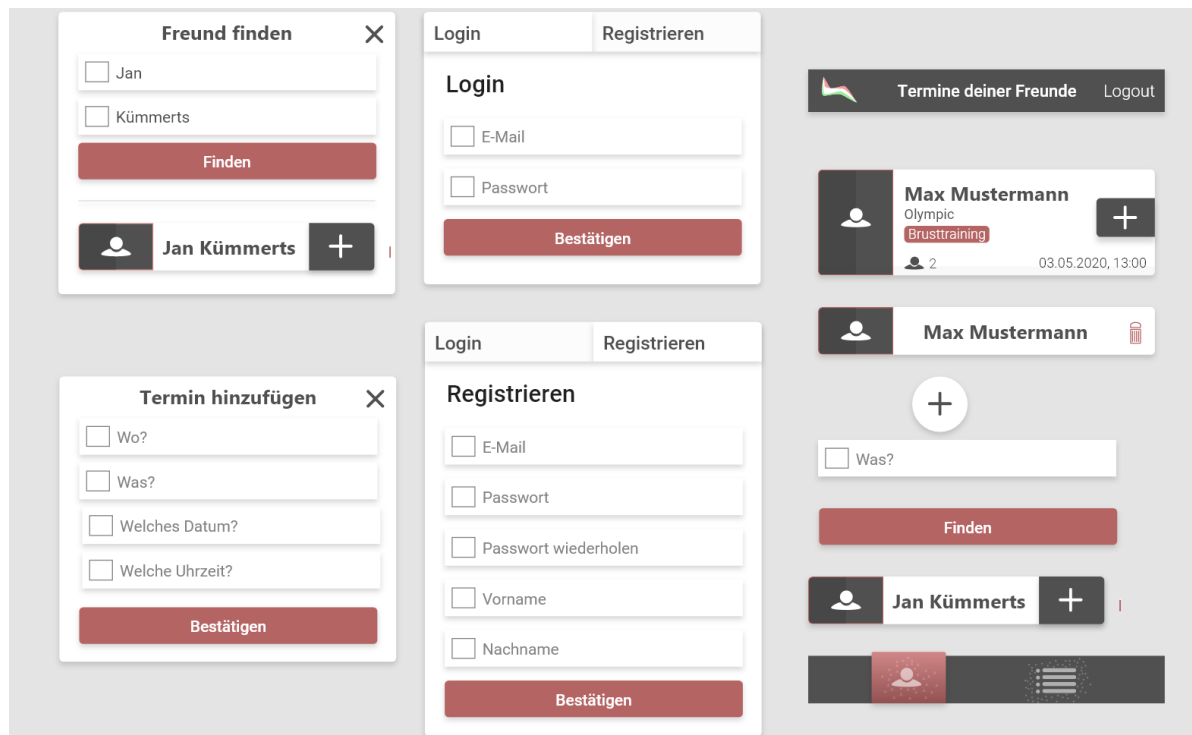 Freund finden
Jan
Kümmerts
Finden
Jan Kümmerts
Termin hinzufügen
Wo?
Was?
Welches Datum?
Welche Uhrzeit?
Bestätigen
Login Registrieren
Login
E-Mail
Passwort
Bestätigen
Login Registrieren
Registrieren
E-Mail
Passwort
Passwort wiederholen
Vorname
Nachname
Bestätigen
Termine deiner Freunde Logout
Max Mustermann
Olympic
Brusttraining
2 03.05.2020, 13:00
Max Mustermann
Was?
Finden
Jan Kümmerts